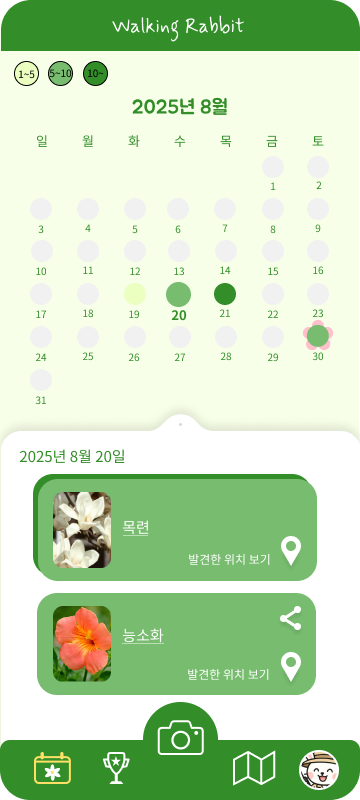 Walking Rabbit
1~5 5~10 10~
2025년 8월
일 월 화 수 목 금 토
1 2
3 4 5 6 7 8 9
10 11 12 13 14 15 16
17 18 19 20 21 22 23
24 25 26 27 28 29 30
31
2025년 8월 20일
목련
발견한 위치 보기
능소화
발견한 위치 보기